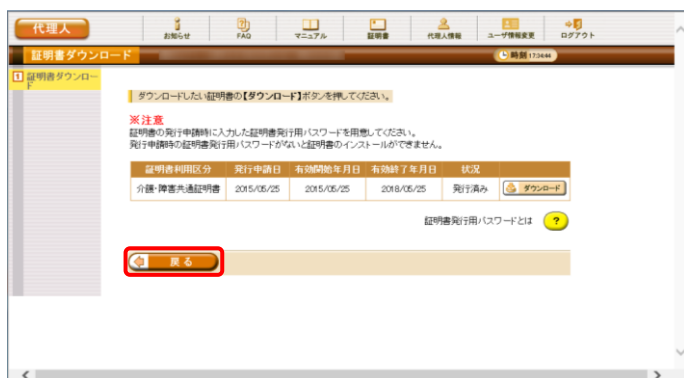 代理人
お知らせ
FAQ
マニュアル
証明書
代理人情報
ユーザ情報変更
ログアウト
証明書ダウンロード
時刻 17:34:44
1 証明書ダウンロー
ド
ダウンロードしたい証明書の【ダウンロード】ボタンを押してください。
※注意
証明書の発行申請時に入力した証明書発行用パスワードを用意してください。
発行申請時の証明書発行用パスワードがないと証明書のインストールができません。
証明書利用区分 発行申請日 有効開始年月日 有効終了年月日 状況
介護・障害共通証明書 2015/05/25 2015/05/25 2018/05/25 発行済み ダウンロード
証明書発行用パスワードとは ?
戻る